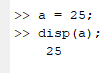 >> a = 25;
>> disp(a);
25